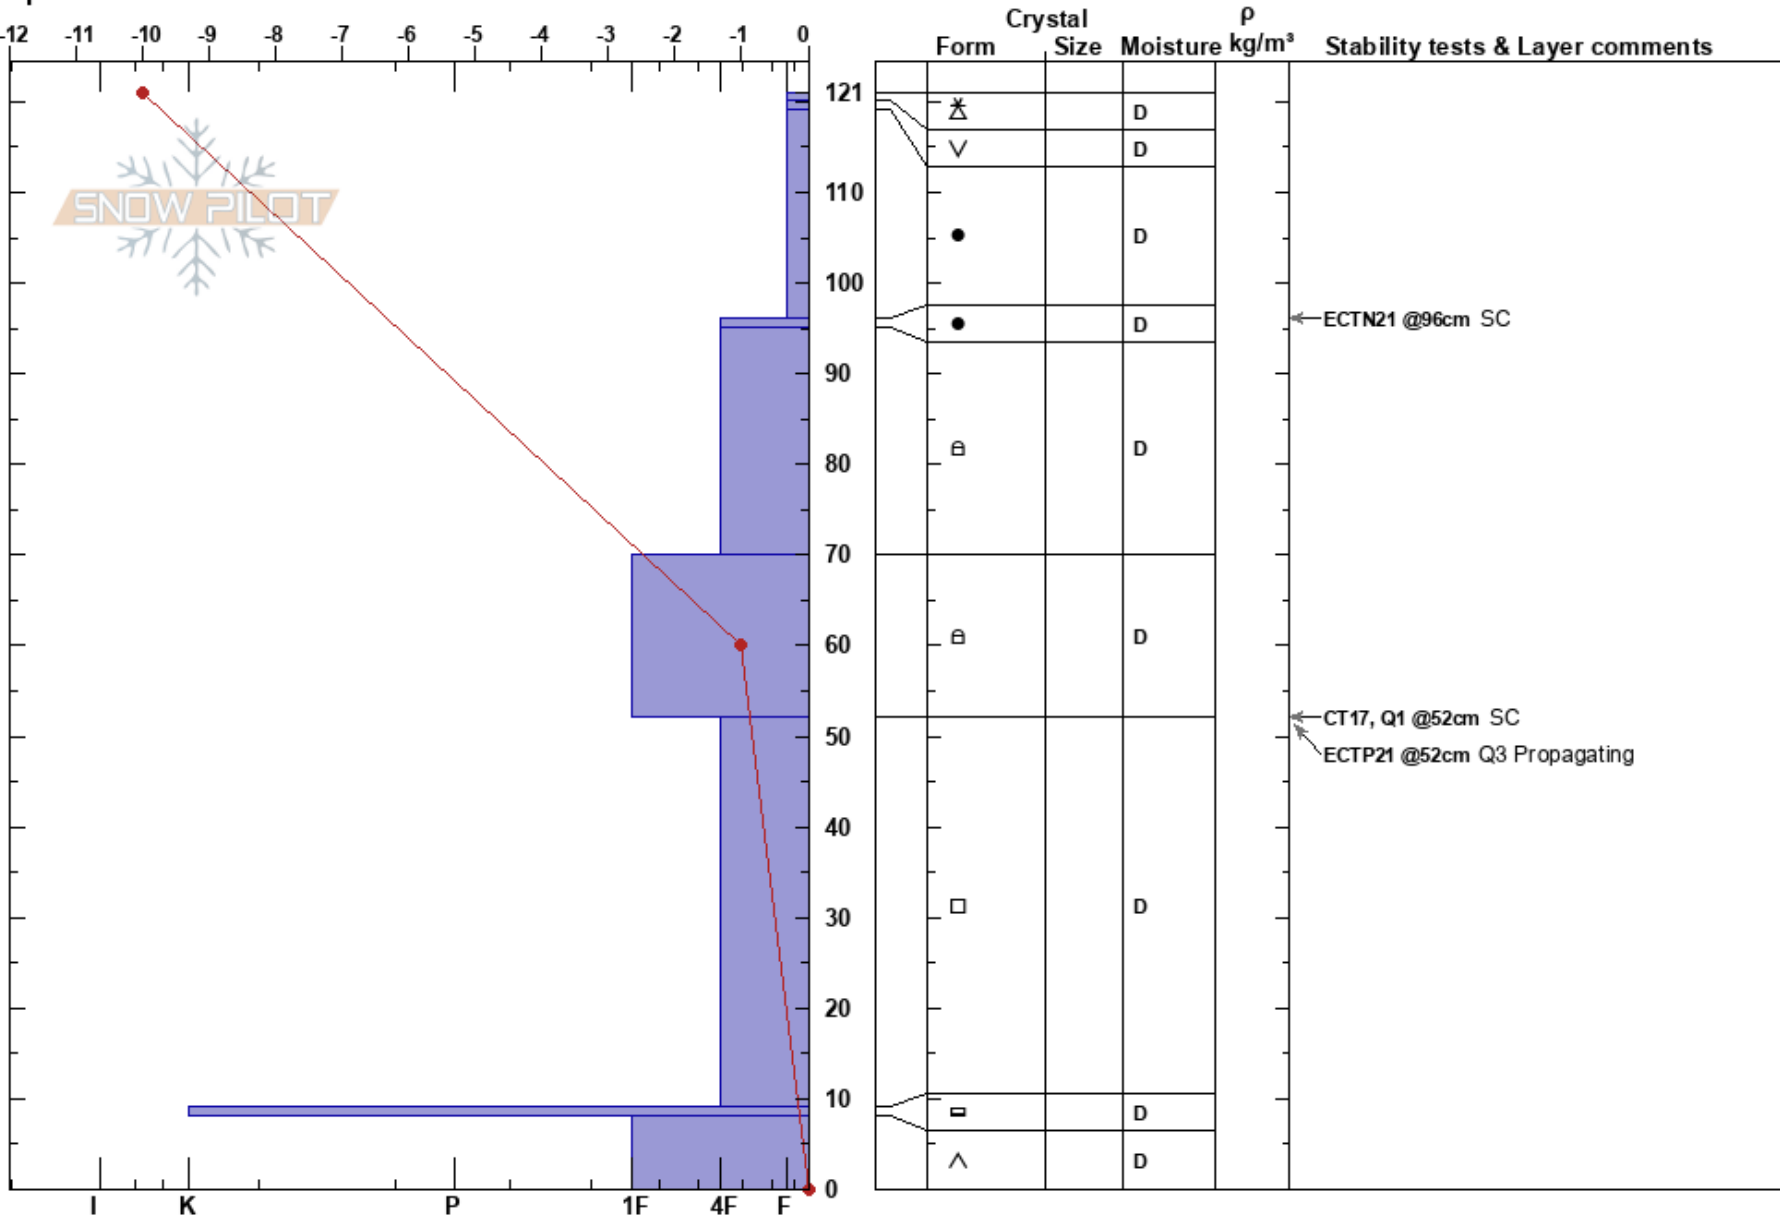 Crystal ρ
-12 -11 -10 -9 -8 -7 -6 -5 -4 -3 -2 -1 0 Form Size Moisture kg/m³ Stability tests & Layer comments
121 D
D
SNOW PILOT 110
D
100
ECTN21 @96cm SC
D
90
80 D
70
60 D
CT17, Q1 @52cm SC
50
ECTP21 @52cm Q3 Propagating
40
30 D
20
10 D
D
0
I K P 1F 4F F